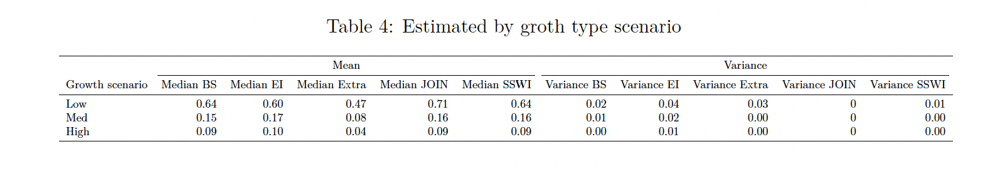 Table 4: Estimated by groth type scenario
Mean Variance
Growth scenario Median BS Median EI Median Extra Median JOIN Median SSWI Variance BS Variance EI Variance Extra Variance JOIN Variance SSWI
Low 0.64 0.60 0.47 0.71 0.64 0.02 0.04 0.03 0 0.01
Med 0.15 0.17 0.08 0.16 0.16 0.01 0.02 0.00 0 0.00
High 0.09 0.10 0.04 0.09 0.09 0.00 0.01 0.00 0 0.00